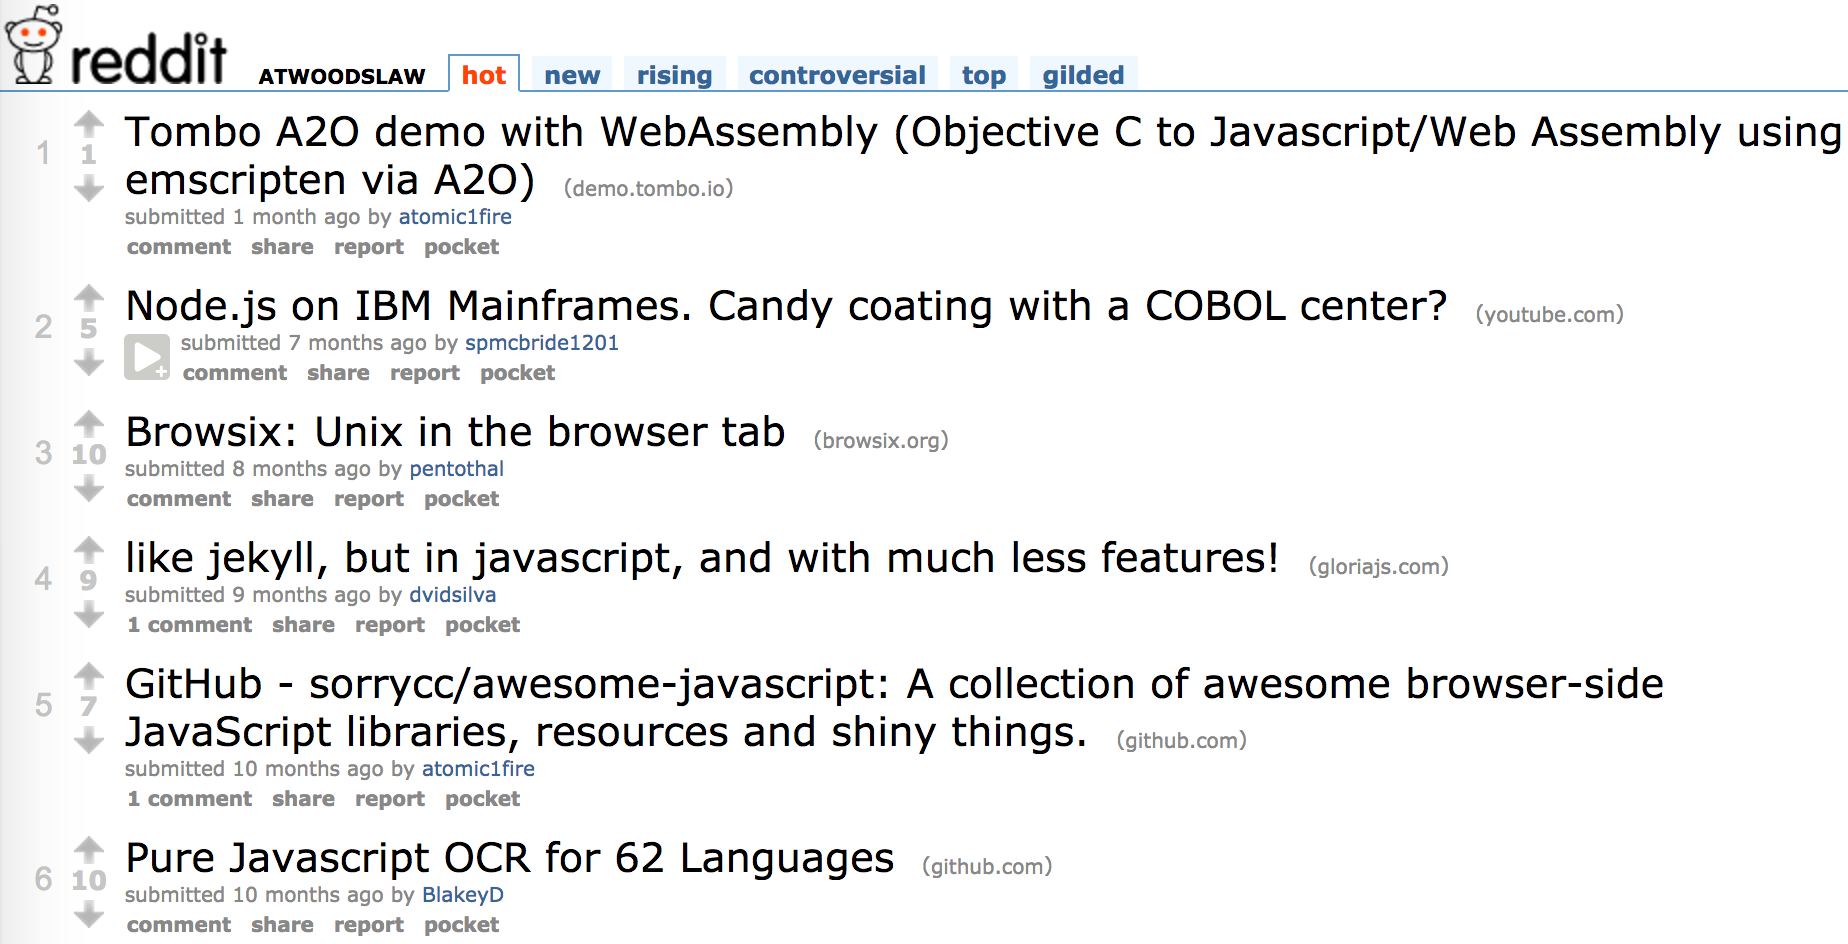 reddit ATWOODSLAW hot new rising controversial top gilded
1 1 Tombo A2O demo with WebAssembly (Objective C to Javascript/Web Assembly using
emscripten via A2O) (demo.tombo.io)
submitted 1 month ago by atomic1fire
comment share report pocket
2 5 Node.js on IBM Mainframes. Candy coating with a COBOL center? (youtube.com)
submitted 7 months ago by spmcbride1201
comment share report pocket
3 10 Browsix: Unix in the browser tab (browsix.org)
submitted 8 months ago by pentothal
comment share report pocket
4 9 like jekyll, but in javascript, and with much less features! (gloriajs.com)
submitted 9 months ago by dvidsilva
1 comment share report pocket
5 7 GitHub - sorrycc/awesome-javascript: A collection of awesome browser-side
JavaScript libraries, resources and shiny things. (github.com)
submitted 10 months ago by atomic1fire
1 comment share report pocket
6 10 Pure Javascript OCR for 62 Languages (github.com)
submitted 10 months ago by BlakeyD
comment share report pocket